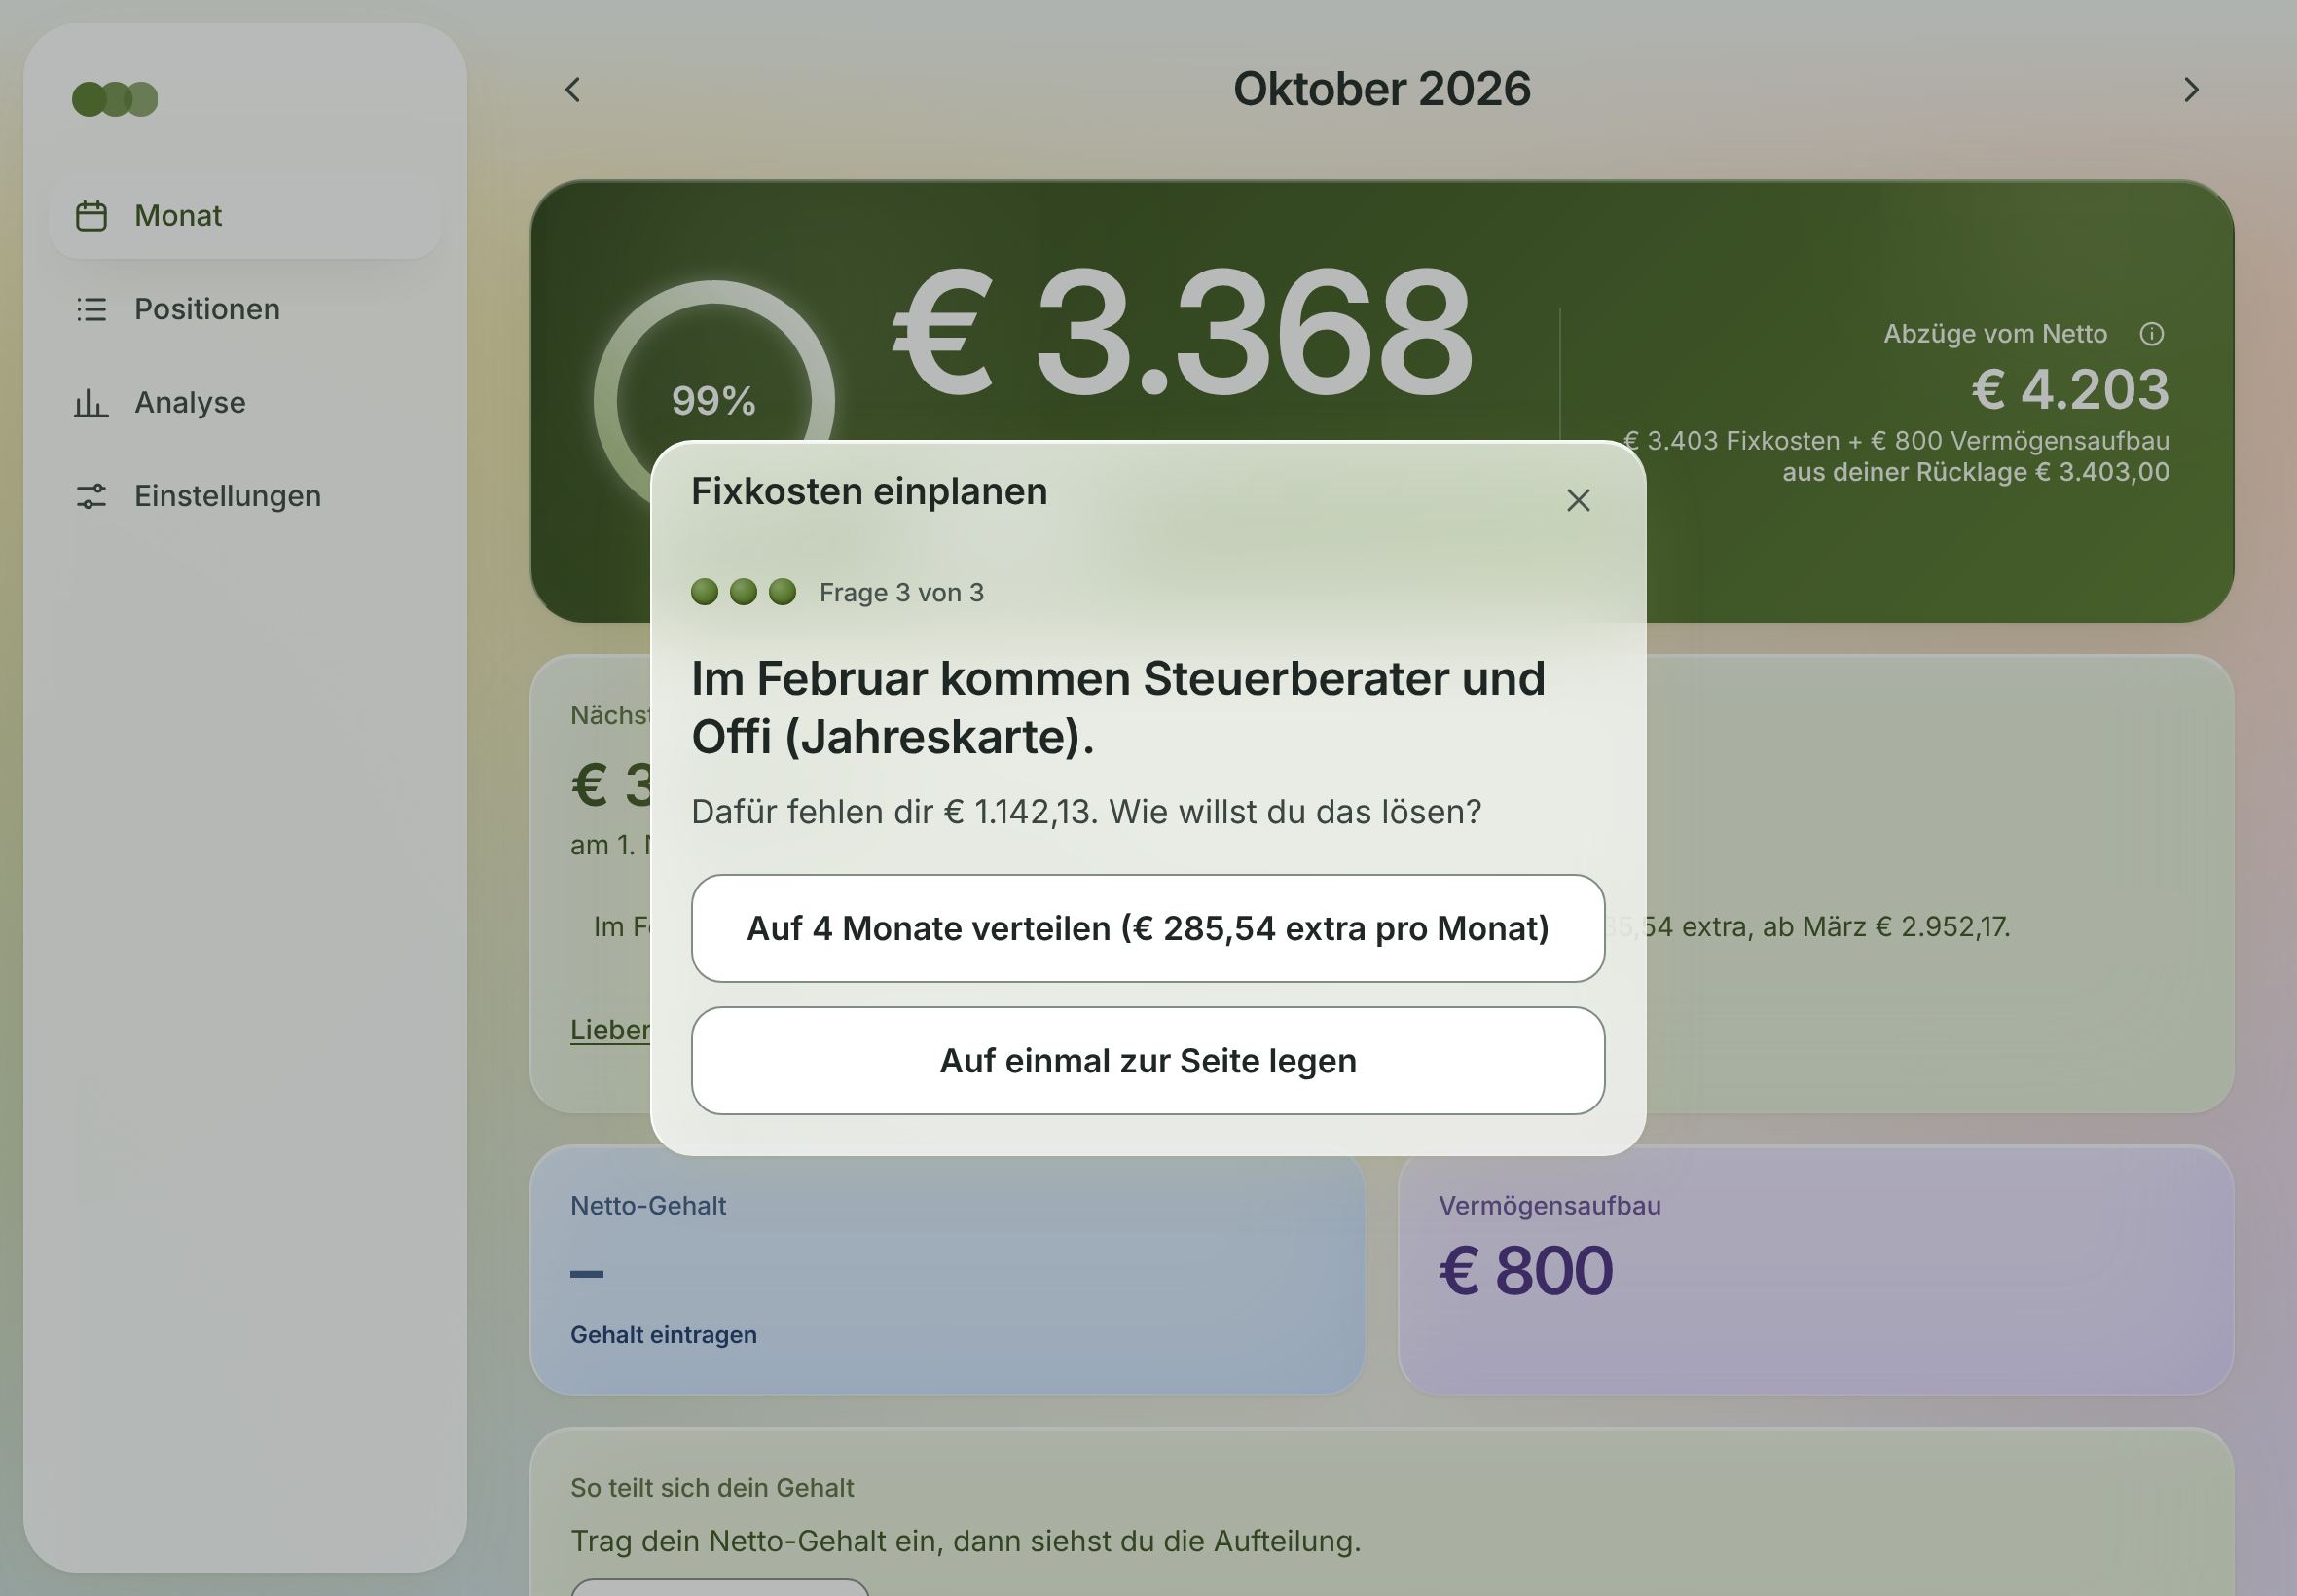 Oktober 2026
Monat
Positionen
Analyse
Einstellungen
99%
€ 3.368
Abzüge vom Netto
€ 4.203
€ 3.403 Fixkosten + € 800 Vermögensaufbau
aus deiner Rücklage € 3.403,00
Fixkosten einplanen
Frage 3 von 3
Im Februar kommen Steuerberater und
Offi (Jahreskarte).
Dafür fehlen dir € 1.142,13. Wie willst du das lösen?
Auf 4 Monate verteilen (€ 285,54 extra pro Monat)
Auf einmal zur Seite legen
€ 3
am 1.
Im
extra, ab März € 2.952,17.
Netto-Gehalt
–
Gehalt eintragen
Vermögensaufbau
€ 800
So teilt sich dein Gehalt
Trag dein Netto-Gehalt ein, dann siehst du die Aufteilung.